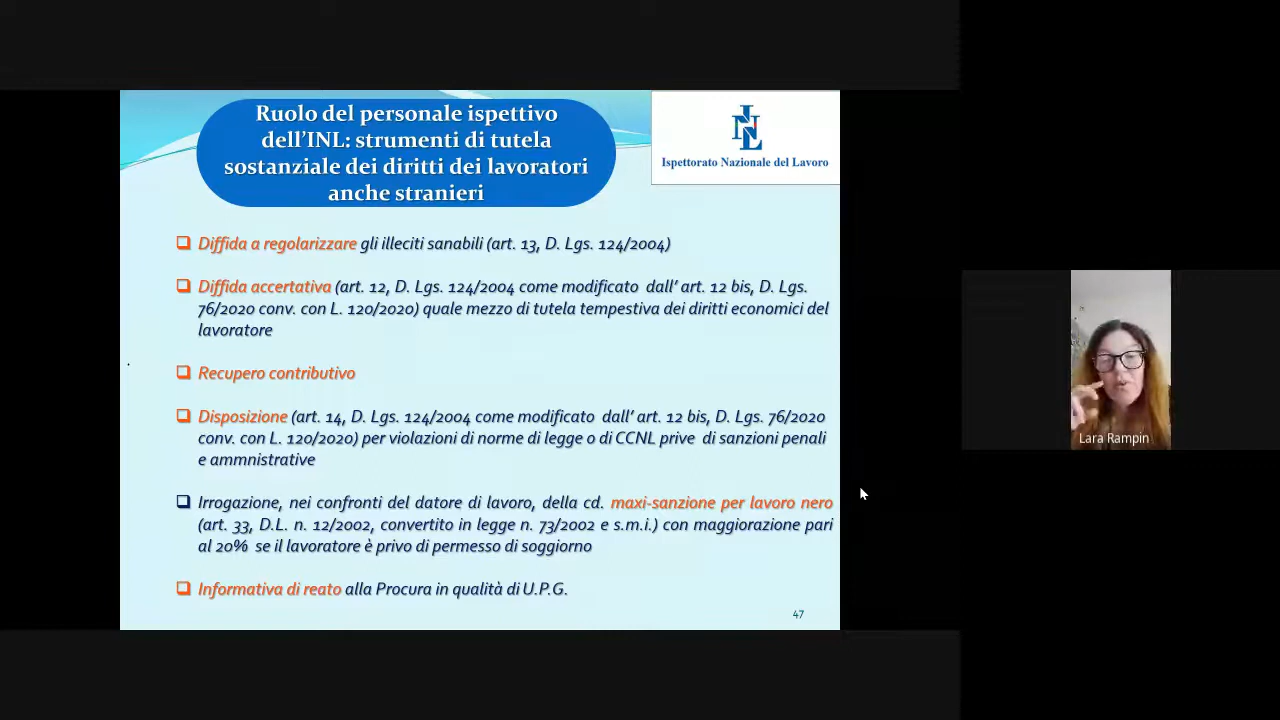 Ruolo del personale ispettivo
dell'INL: strumenti di tutela
sostanziale dei diritti dei lavoratori
anche stranieri
INL
Ispettorato Nazionale del Lavoro
Diffida a regolarizzare gli illeciti sanabili (art. 13, D. Lgs. 124/2004)
Diffida accertativa (art. 12, D. Lgs. 124/2004 come modificato dall' art. 12 bis, D. Lgs.
76/2020 conv. con L. 120/2020) quale mezzo di tutela tempestiva dei diritti economici del
lavoratore
Recupero contributivo
Disposizione (art. 14, D. Lgs. 124/2004 come modificato dall' art. 12 bis, D. Lgs. 76/2020
conv. con L. 120/2020) per violazioni di norme di legge o di CCNL prive di sanzioni penali
e ammnistrative
Irrogazione, nei confronti del datore di lavoro, della cd. maxi-sanzione per lavoro nero
(art. 33, D.L. n. 12/2002, convertito in legge n. 73/2002 e s.m.i.) con maggiorazione pari
al 20% se il lavoratore è privo di permesso di soggiorno
Informativa di reato alla Procura in qualità di U.P.G.
47
Lara Rampin